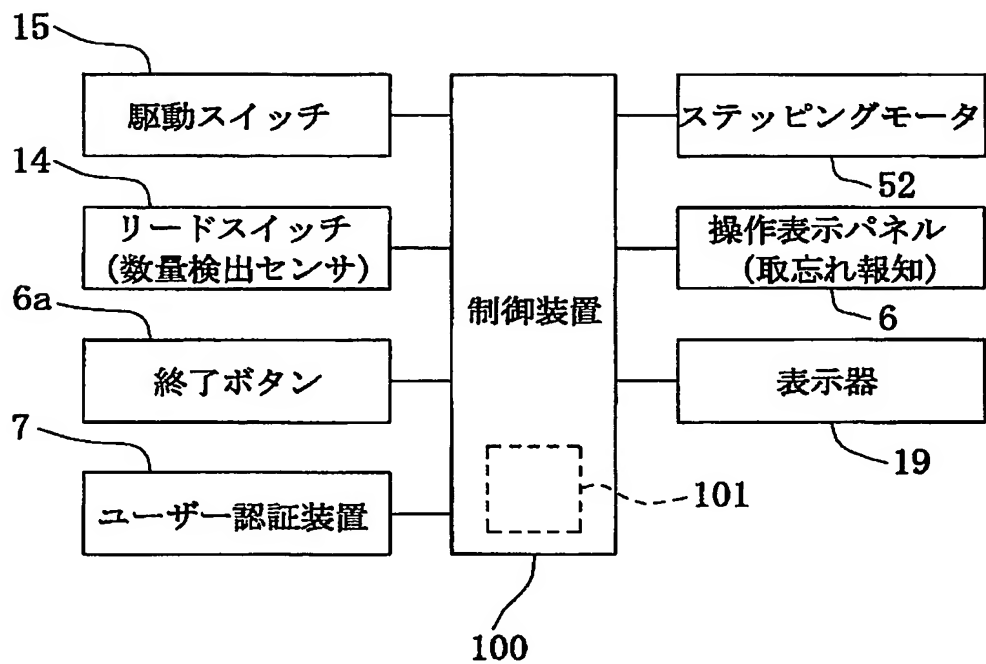 15
駆動スイッチ
14
リードスイッチ
(数量検出センサ)
6a
終了ボタン
7
ユーザー認証装置
制御装置
101
100
ステッピングモータ
52
操作表示パネル
(取忘れ報知)
6
表示器
19